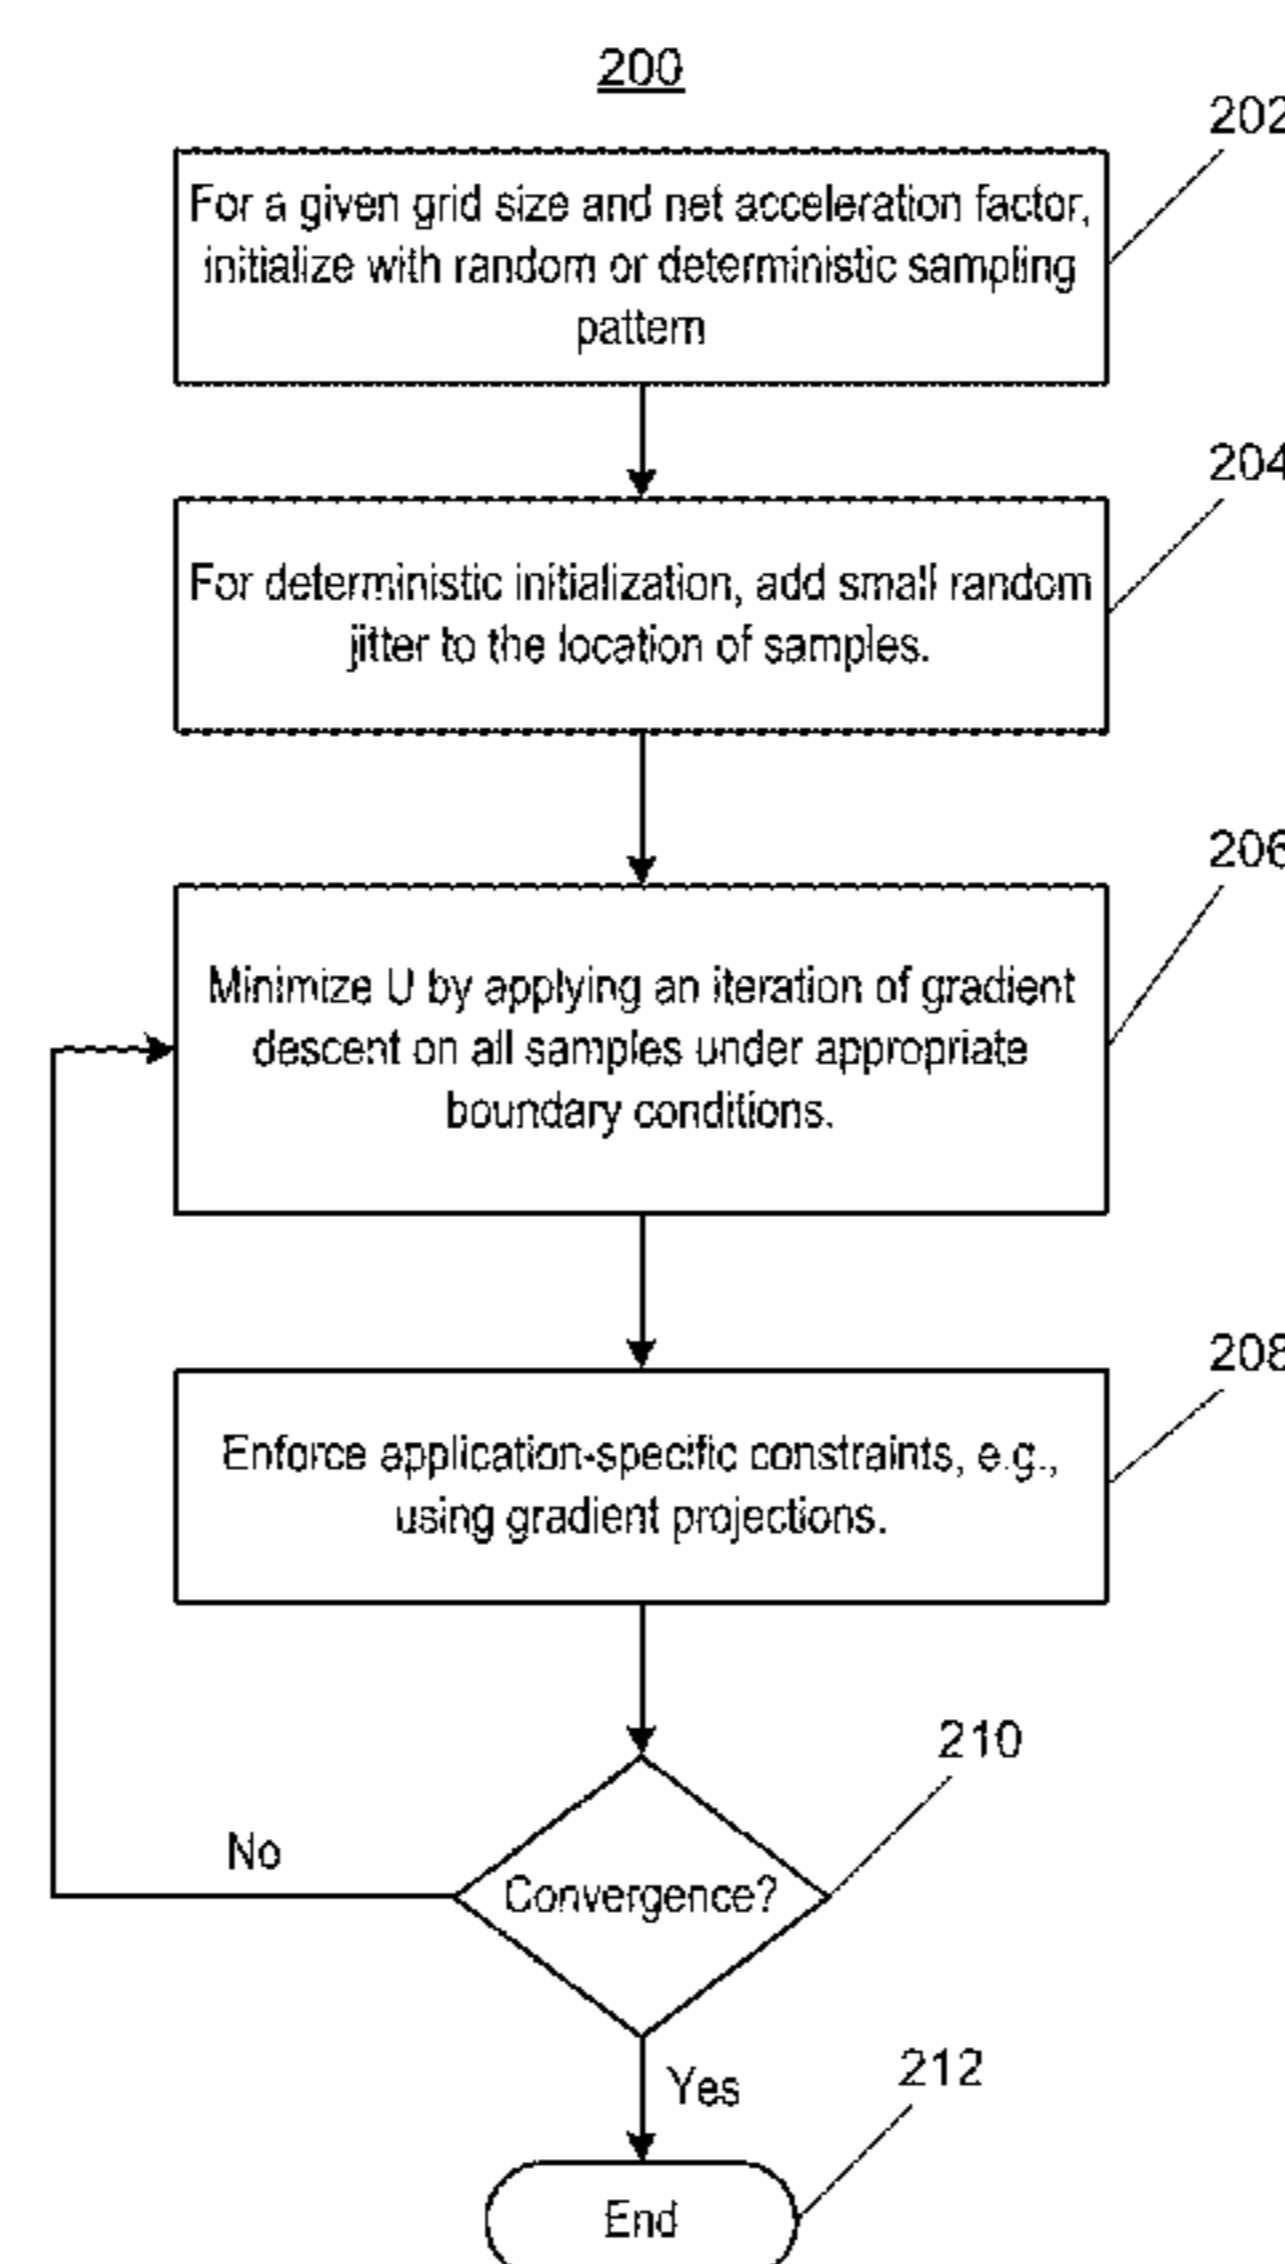 200
202
For a given grid size and net acceleration factor,
initialize with random or deterministic sampling
pattern
204
For deterministic initialization, add small random
jitter to the location of samples.
206
Minimize U by applying an iteration of gradient
descent on all samples under appropriate
boundary conditions.
208
Enforce application-specific constraints, e.g.,
using gradient projections.
210
No
Convergence?
Yes
212
End